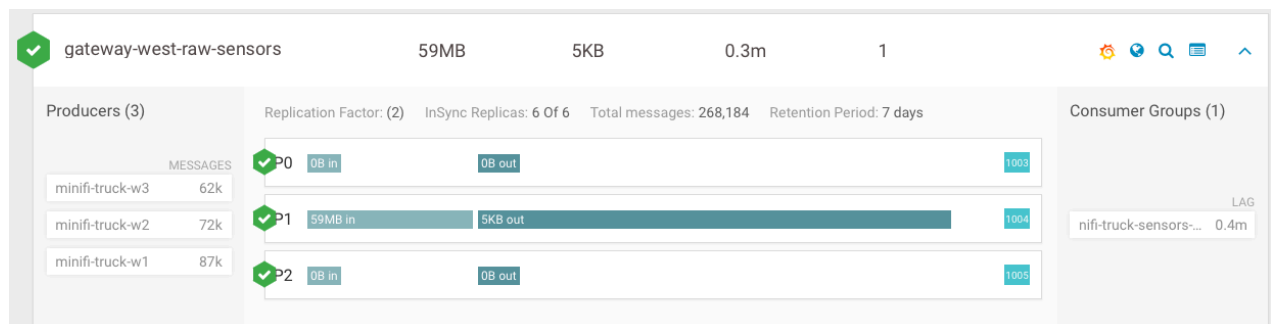 gateway-west-raw-sensors 59MB 5KB 0.3m 1
Producers (3)
MESSAGES
minifi-truck-w3 62k
minifi-truck-w2 72k
minifi-truck-w1 87k
Replication Factor: (2) InSync Replicas: 6 Of 6 Total messages: 268,184 Retention Period: 7 days
P0 0B in 0B out 1003
P1 59MB in 5KB out 1004
P2 0B in 0B out 1005
Consumer Groups (1)
LAG
nifi-truck-sensors-... 0.4m